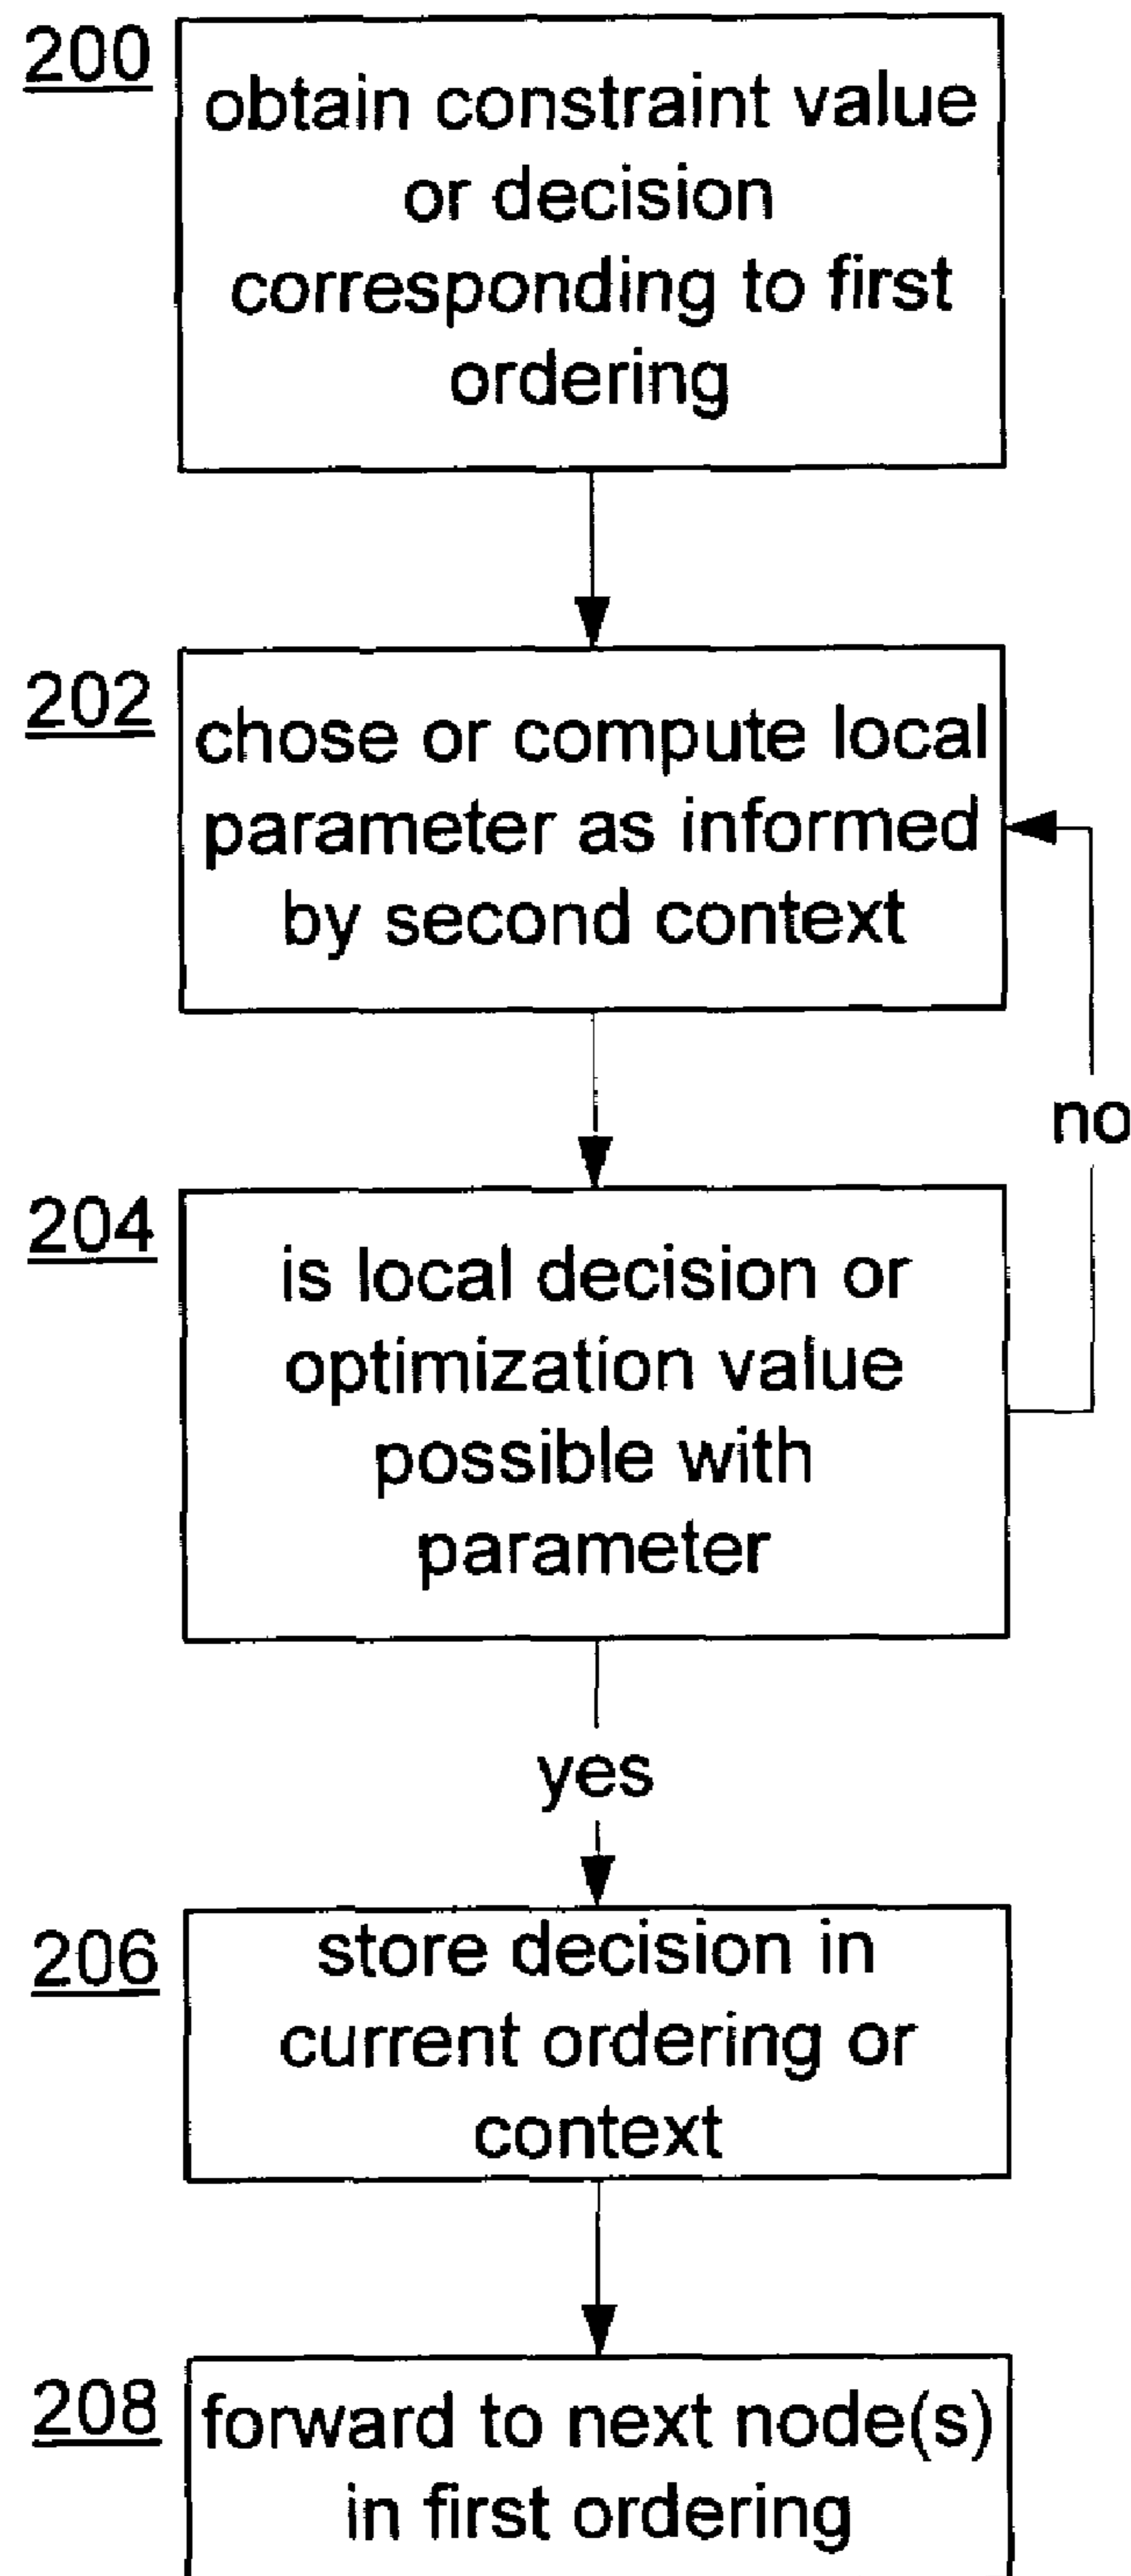 200
obtain constraint value
or decision
corresponding to first
ordering
202
chose or compute local
parameter as informed
by second context
no
204
is local decision or
optimization value
possible with
parameter
yes
206
store decision in
current ordering or
context
208
forward to next node(s)
in first ordering